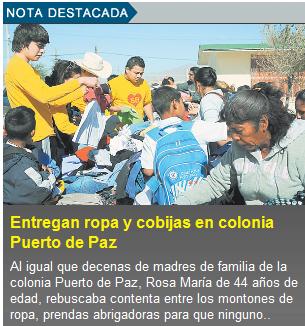 NOTA DESTACADA
Entregan ropa y cobijas en colonia
Puerto de Paz
Al igual que decenas de madres de familia de la
colonia Puerto de Paz, Rosa María de 44 años de
edad, rebuscaba contenta entre los montones de
ropa, prendas abrigadoras para que ninguno..